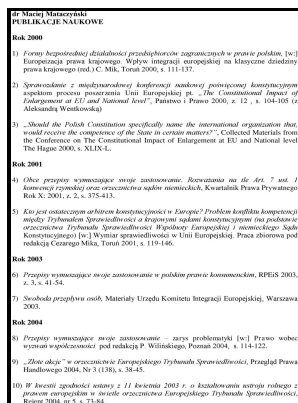 dr Maciej Mataczyński
PUBLIKACJE NAUKOWE
Rok 2000
1) Formy bezpośredniej działalności przedsiębiorców zagranicznych w prawie polskim, [w:]
Europeizacja prawa krajowego. Wpływ integracji europejskiej na klasyczne dziedziny
prawa krajowego (red.) C. Mik, Toruń 2000, s. 111-137.
2) Sprawozdanie z międzynarodowej konferencji naukowej poświęconej konstytucyjnym
aspektom procesu poszerzenia Unii Europejskiej pt. „The Constitutional Impact of
Enlargement at EU and National level”, Państwo i Prawo 2000, z. 12 , s. 104-105 (z
Aleksandrą Wentkowską)
3) „Should the Polish Constitution specifically name the international organization that,
would receive the competence of the State in certain matters?”, Collected Materials from
the Conference on The Constitutional Impact of Enlargement at EU and National level
The Hague 2000, s. XLIX-L.
Rok 2001
4) Obce przepisy wymuszające swoje zastosowanie. Rozważania na tle Art. 7 ust. 1
konwencji rzymskiej oraz orzecznictwa sądów niemieckich, Kwartalnik Prawa Prywatnego
Rok X: 2001, z. 2, s. 375-413.
5) Kto jest ostatecznym arbitrem konstytucyjności w Europie? Problem konfliktu kompetencji
między Trybunałem Sprawiedliwości a krajowymi sądami konstytucyjnymi (na podstawie
orzecznictwa Trybunału Sprawiedliwości Wspólnoty Europejskiej i niemieckiego Sądu
Konstytucyjnego) [w:] Wymiar sprawiedliwości w Unii Europejskiej. Praca zbiorowa pod
redakcją Cezarego Mika, Toruń 2001, s. 119-146.
Rok 2003
6) Przepisy wymuszające swoje zastosowanie w polskim prawie konsumenckim, RPEiS 2003,
z. 3, s. 41-54.
7) Swoboda przepływu osób, Materiały Urzędu Komitetu Integracji Europejskiej, Warszawa
2003.
Rok 2004
8) Przepisy wymuszające swoje zastosowanie – zarys problematyki [w:] Prawo wobec
wyzwań współczesności pod redakcją P. Wilińskiego, Poznań 2004, s. 114-122.
9) „Złote akcje” w orzecznictwie Europejskiego Trybunału Sprawiedliwości, Przegląd Prawa
Handlowego 2004, Nr 3 (138), s. 38-45.
10) W kwestii zgodności ustawy z 11 kwietnia 2003 r. o kształtowaniu ustroju rolnego z
prawem europejskim w świetle orzecznictwa Europejskiego Trybunału Sprawiedliwości,
Rejent 2004, nr 5, s. 73-84.